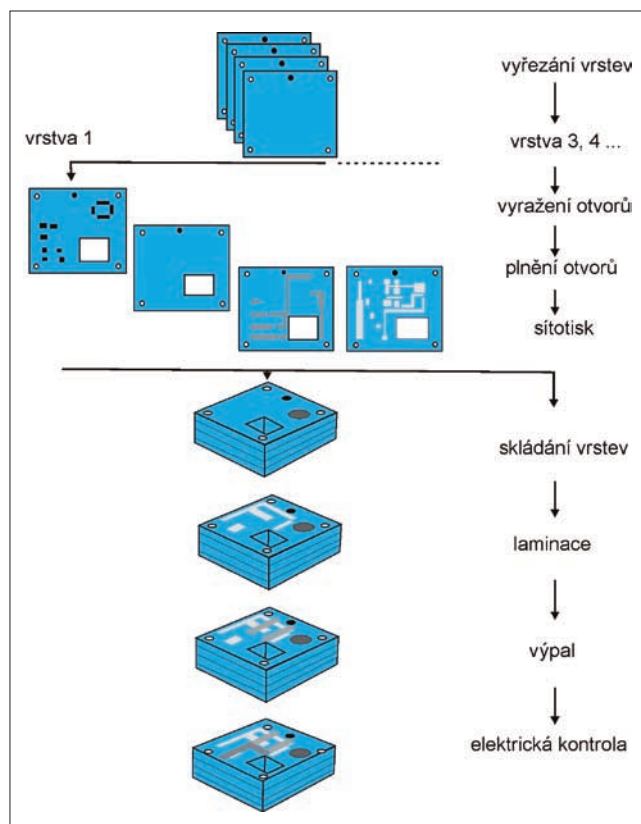 vyřezání vrstev
vrstva 1
vrstva 3, 4 ...
vyražení otvorů
plnění otvorů
sítotisk
skládání vrstev
laminace
výpal
elektrická kontrola